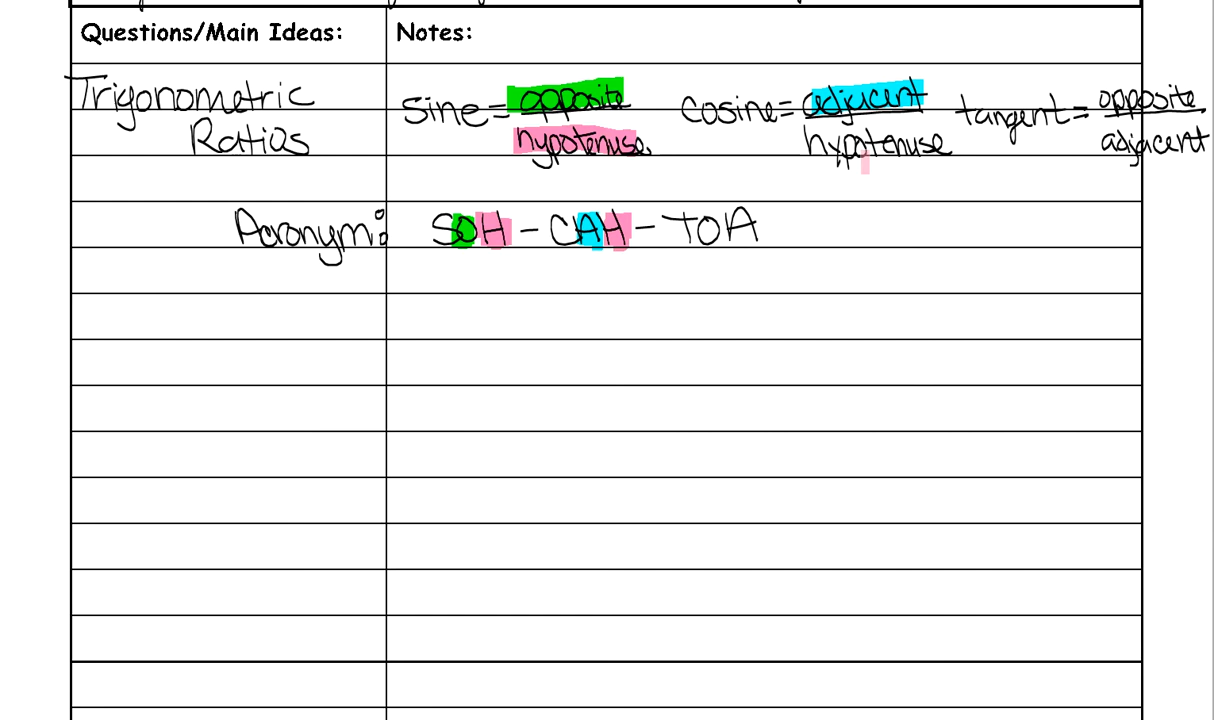 Questions/Main Ideas:
Notes:
Trigonometric
Ratios
sine = opposite
hypotenuse
cosine = adjacent
hypotenuse
tangent = opposite
adjacent
Acronym:
SOH - CAH - TOA